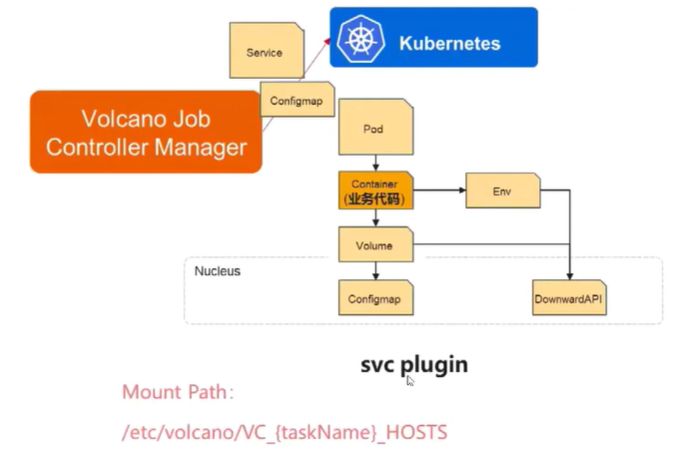 Service
Kubernetes
Configmap
Volcano Job
Controller Manager
Pod
Container
(业务代码)
Env
Volume
Nucleus
Configmap
DownwardAPI
svc plugin
Mount Path：
/etc/volcano/VC_{taskName}_HOSTS